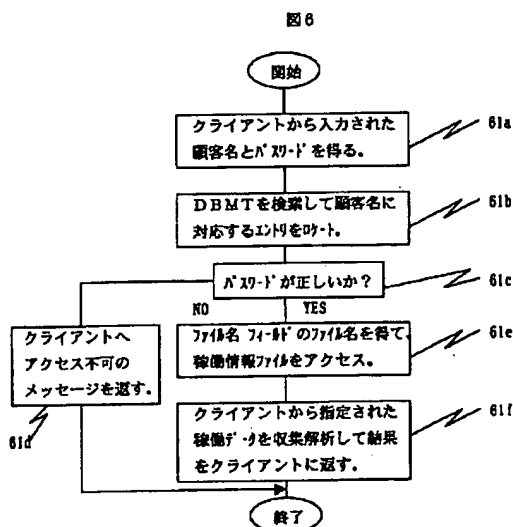 図6
開始
クライアントから入力された
顧客名とパスワードを得る。
61a
DBMTを検索して顧客名に
対応するエントリをロケート。
61b
パスワードが正しいか?
61c
NO
YES
クライアントへ
アクセス不可の
メッセージを返す。
61d
ファイル名 フィールドのファイル名を得て、
稼働情報ファイルをアクセス。
61e
クライアントから指定された
稼働データを収集解析して結果
をクライアントに返す。
61f
終了